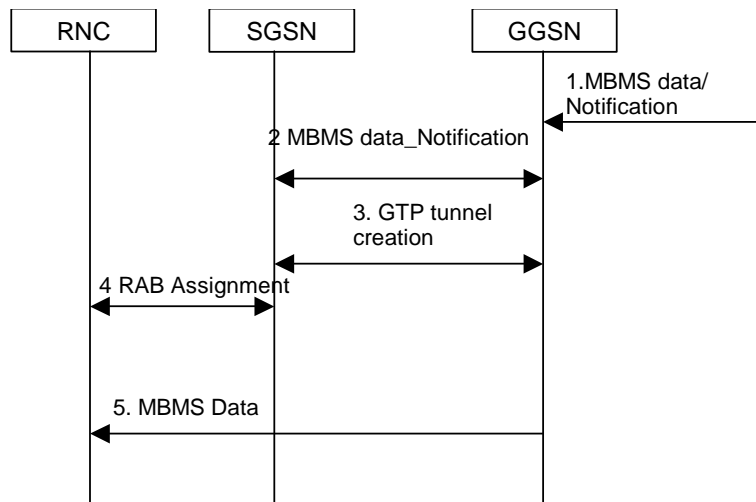 RNC
SGSN
GGSN
1.MBMS data/
Notification
2 MBMS data_Notification
3. GTP tunnel
creation
4 RAB Assignment
5. MBMS Data